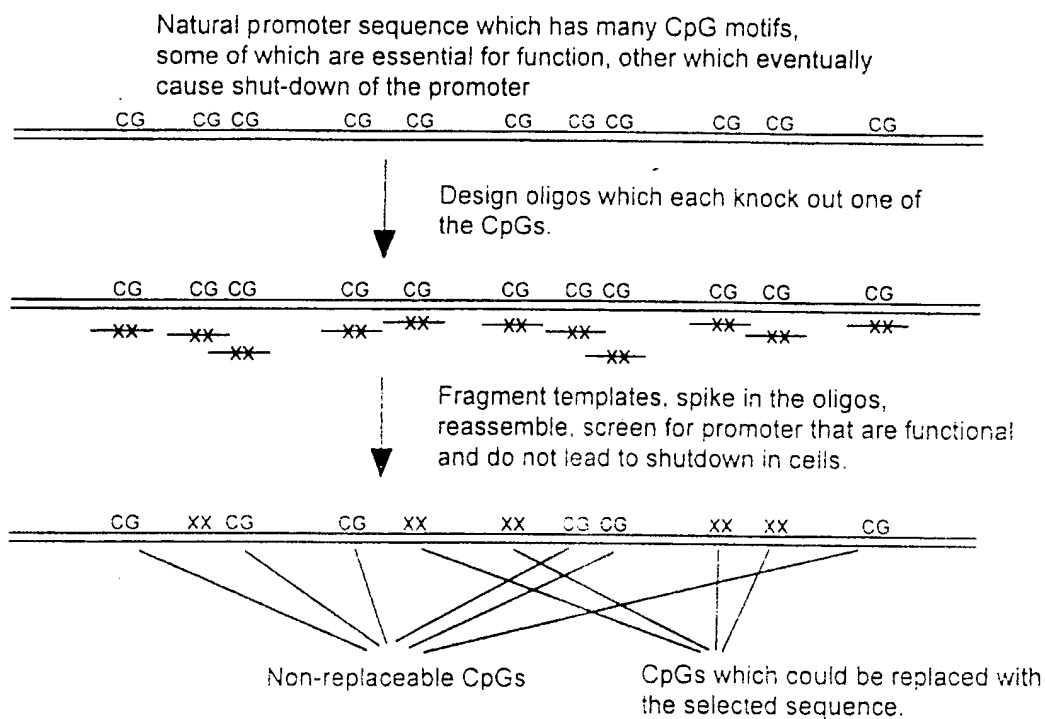 Natural promoter sequence which has many CpG motifs,
some of which are essential for function, other which eventually
cause shut-down of the promoter
CG CG CG CG CG CG CG CG CG CG CG
Design oligos which each knock out one of
the CpGs.
CG CG CG CG CG CG CG CG CG CG CG
XX XX XX XX XX XX XX XX XX XX XX
Fragment templates, spike in the oligos,
reassemble, screen for promoter that are functional
and do not lead to shutdown in cells.
CG XX CG CG XX XX CG CG XX XX CG
Non-replaceable CpGs
CpGs which could be replaced with
the selected sequence.